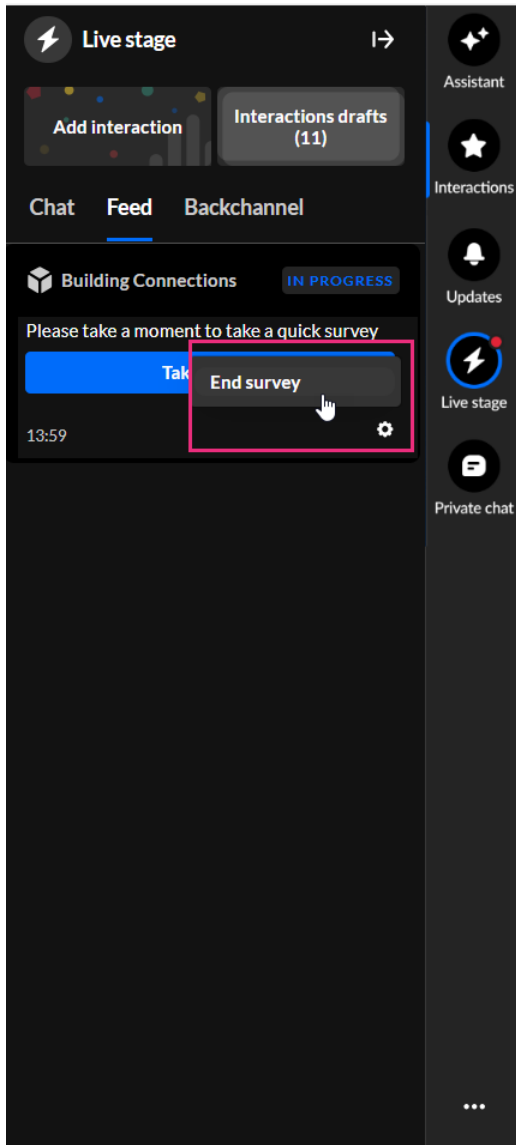 Live stage
Add interaction
Interactions drafts
(11)
Chat Feed Backchannel
Building Connections IN PROGRESS
Please take a moment to take a quick survey
End survey
13:59
Assistant
Interactions
Updates
Live stage
Private chat